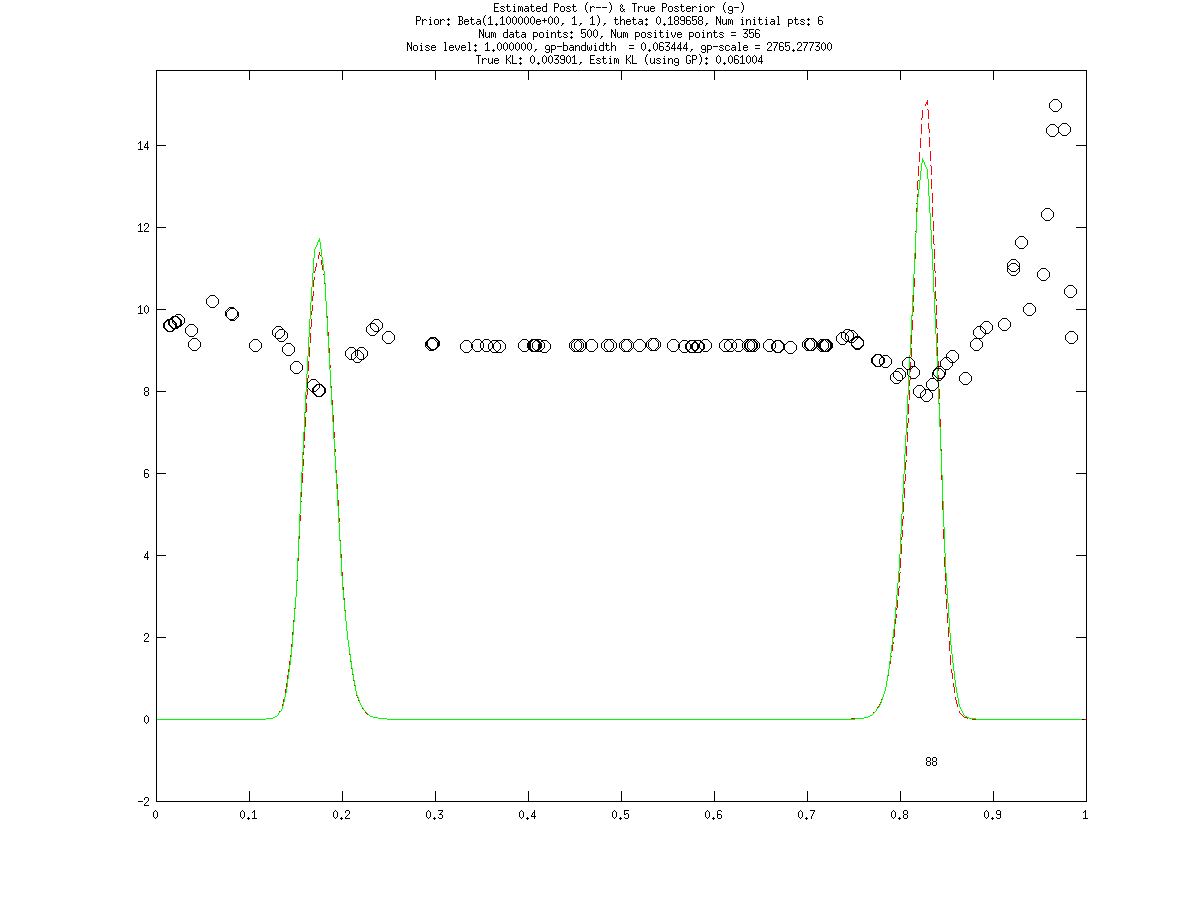 Estimated Post (r--) & True Posterior (g-)
Prior: Beta(1.100000e+00, 1, 1), theta: 0.189658, Num initial pts: 6
Num data points: 500, Num positive points = 356
Noise level: 1.000000, gp-bandwidth  = 0.063444, gp-scale = 2765.277300
True KL: 0.003901, Estim KL (using GP): 0.061004
14
12
10
8
6
4
2
0
88
-2
0 0.1 0.2 0.3 0.4 0.5 0.6 0.7 0.8 0.9 1